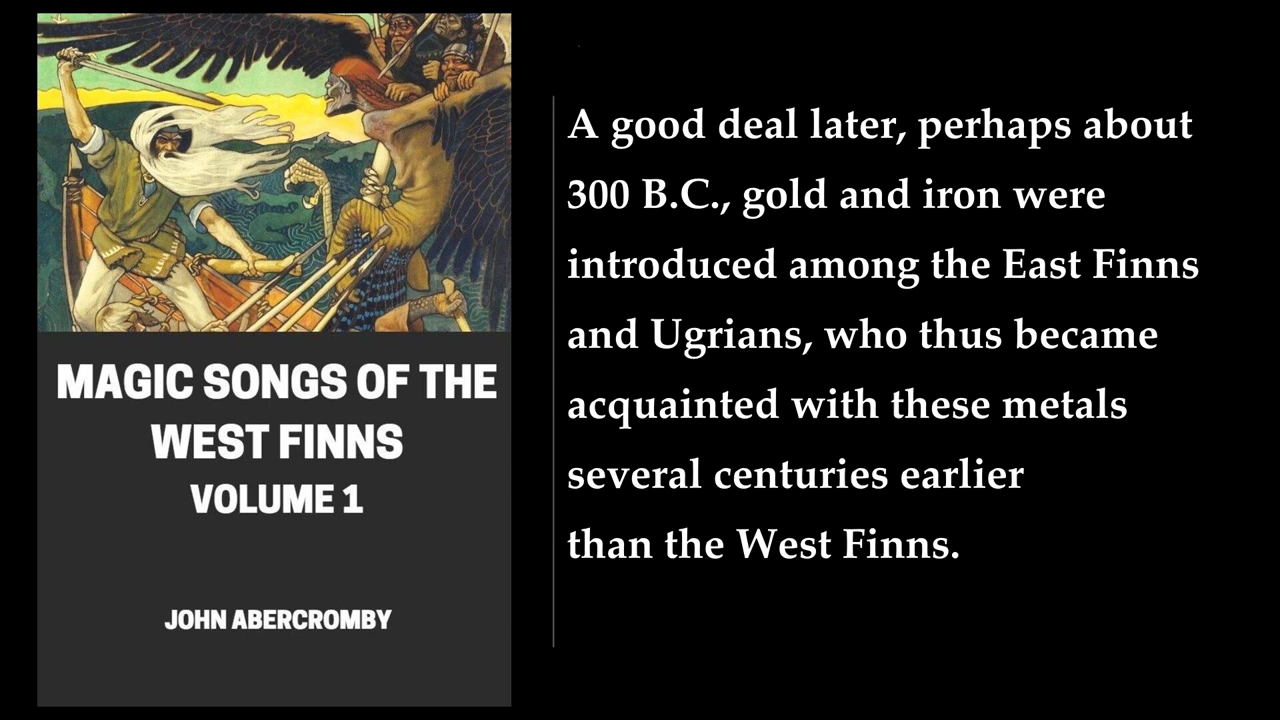 MAGIC SONGS OF THE
WEST FINNS
VOLUME 1
JOHN ABERCROMBY
A good deal later, perhaps about
300 B.C., gold and iron were
introduced among the East Finns
and Ugrians, who thus became
acquainted with these metals
several centuries earlier
than the West Finns.